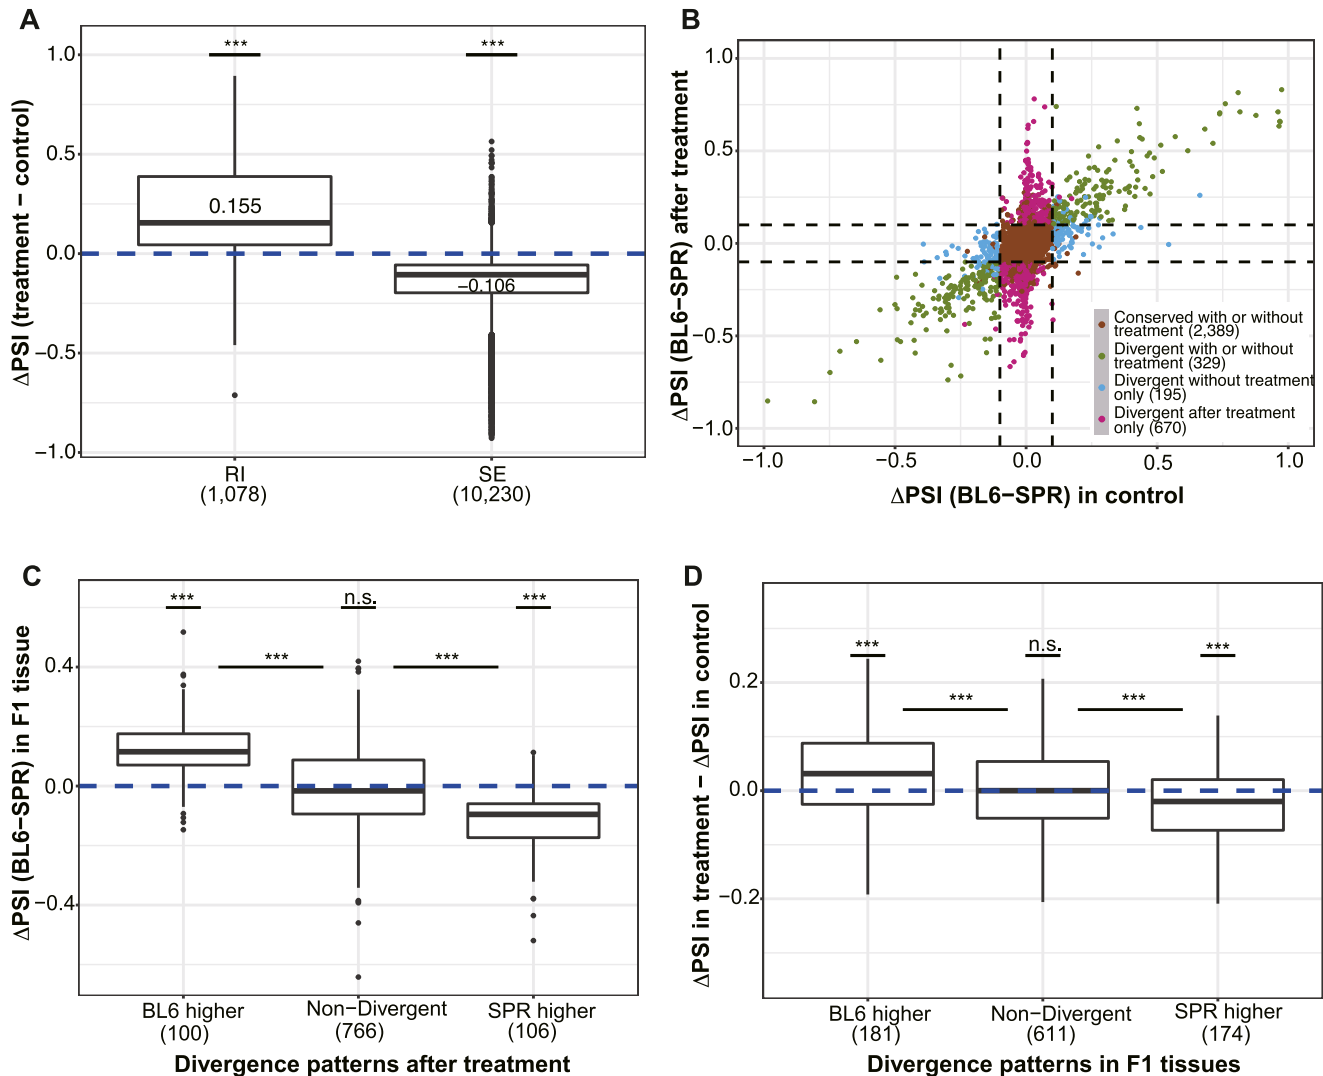 A
ΔPSI (treatment − control)
1.0
0.5
0.0
−0.5
−1.0
***
***
0.155
−0.106
RI
(1,078)
SE
(10,230)
B
ΔPSI (BL6−SPR) after treatment
1.0
0.5
0.0
−0.5
−1.0
Conserved with or without
treatment (2,389)
Divergent with or without
treatment (329)
Divergent without treatment
only (195)
Divergent after treatment
only (670)
−1.0
−0.5
0.0
0.5
1.0
ΔPSI (BL6−SPR) in control
C
ΔPSI (BL6−SPR) in F1 tissue
0.4
0.0
−0.4
***
n.s.
***
***
***
BL6 higher
(100)
Non−Divergent
(766)
SPR higher
(106)
Divergence patterns after treatment
D
ΔPSI in treatment − ΔPSI in control
0.2
0.0
−0.2
***
n.s.
***
***
***
BL6 higher
(181)
Non−Divergent
(611)
SPR higher
(174)
Divergence patterns in F1 tissues